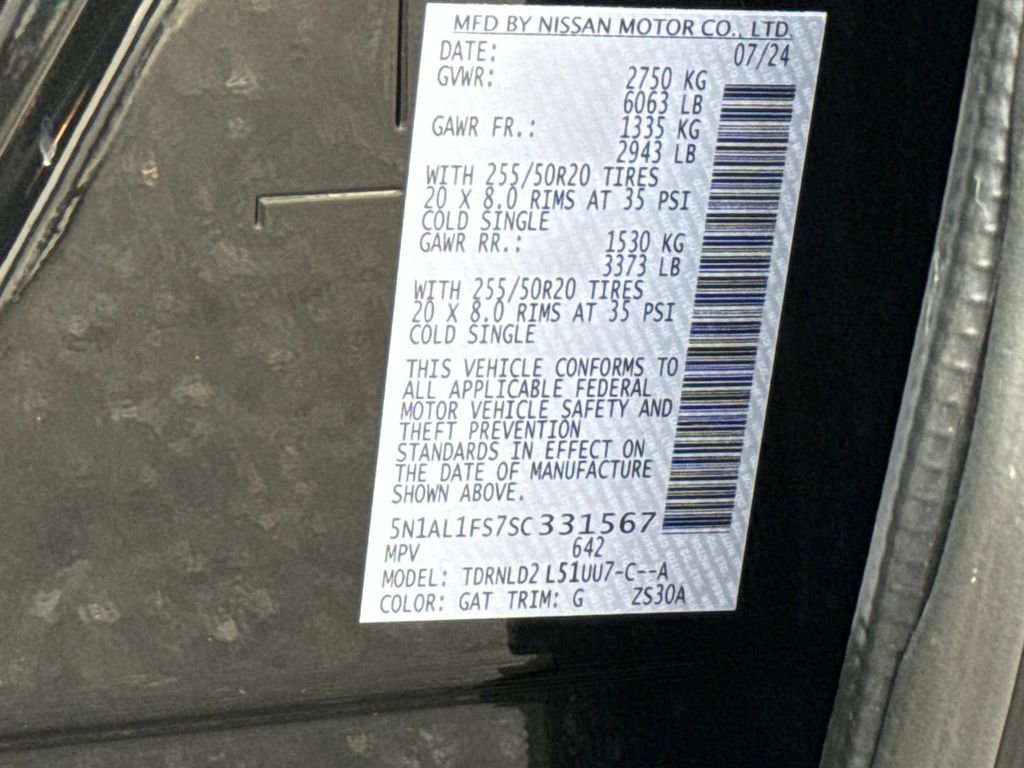 MFD BY NISSAN MOTOR CO., LTD.
DATE: 07/24
GVWR: 2750 KG
6063 LB
GAWR FR.: 1335 KG
2943 LB
WITH 255/50R20 TIRES
20 X 8.0 RIMS AT 35 PSI
COLD SINGLE
GAWR RR.: 1530 KG
3373 LB
WITH 255/50R20 TIRES
20 X 8.0 RIMS AT 35 PSI
COLD SINGLE
THIS VEHICLE CONFORMS TO
ALL APPLICABLE FEDERAL
MOTOR VEHICLE SAFETY AND
THEFT PREVENTION
STANDARDS IN EFFECT ON
THE DATE OF MANUFACTURE
SHOWN ABOVE.
5N1AL1FS7SC331567
MPV 642
MODEL: TDRNLD2 L51UU7-C--A
COLOR: GAT TRIM: G ZS30A